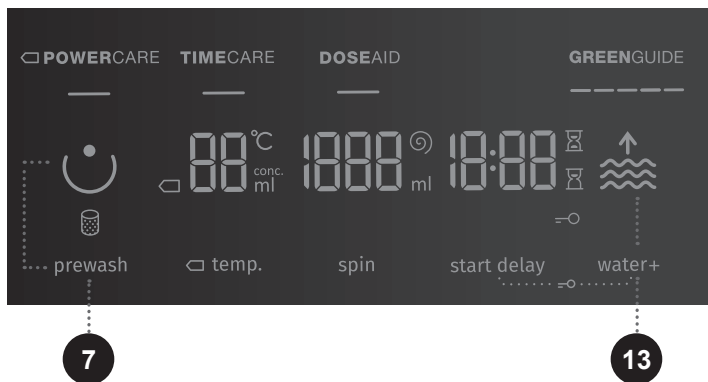 POWERCARE TIMECARE DOSEAID GREENGUIDE
88 °C 1888 18:88
conc.
ml ml
prewash temp. spin start delay water+
7 13